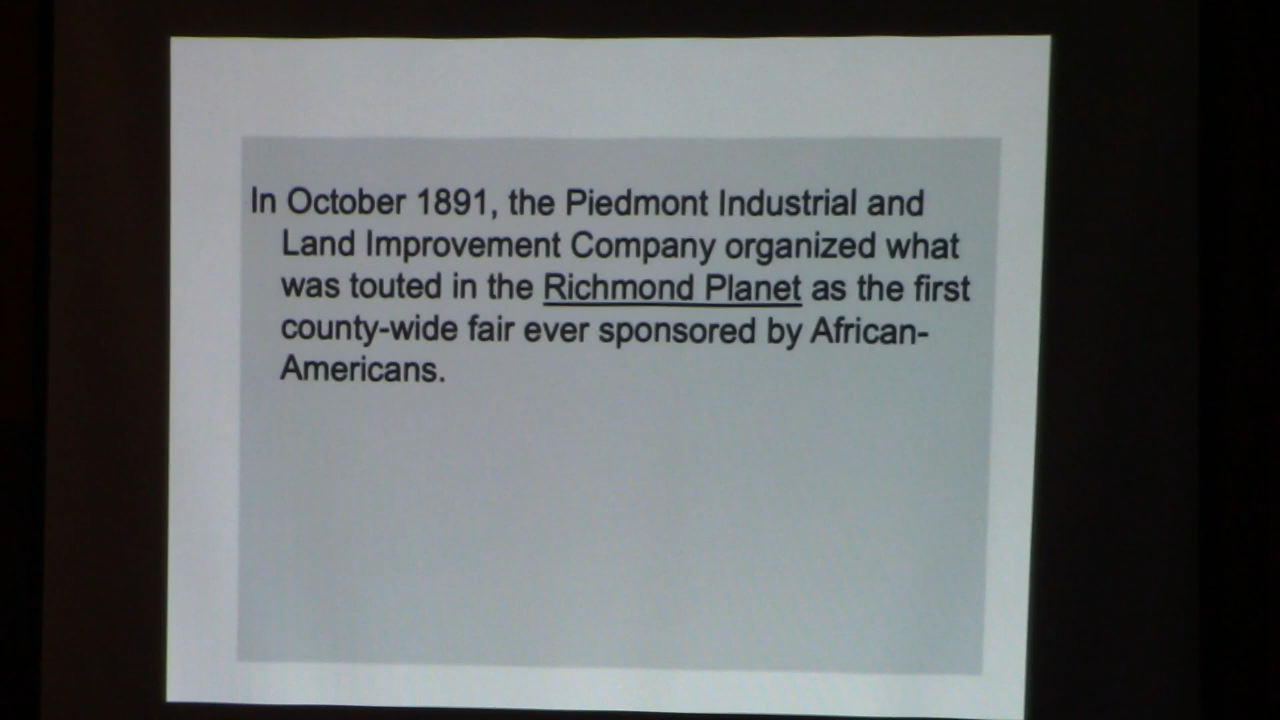 In October 1891, the Piedmont Industrial and
Land Improvement Company organized what
was touted in the Richmond Planet as the first
county-wide fair ever sponsored by African-
Americans.